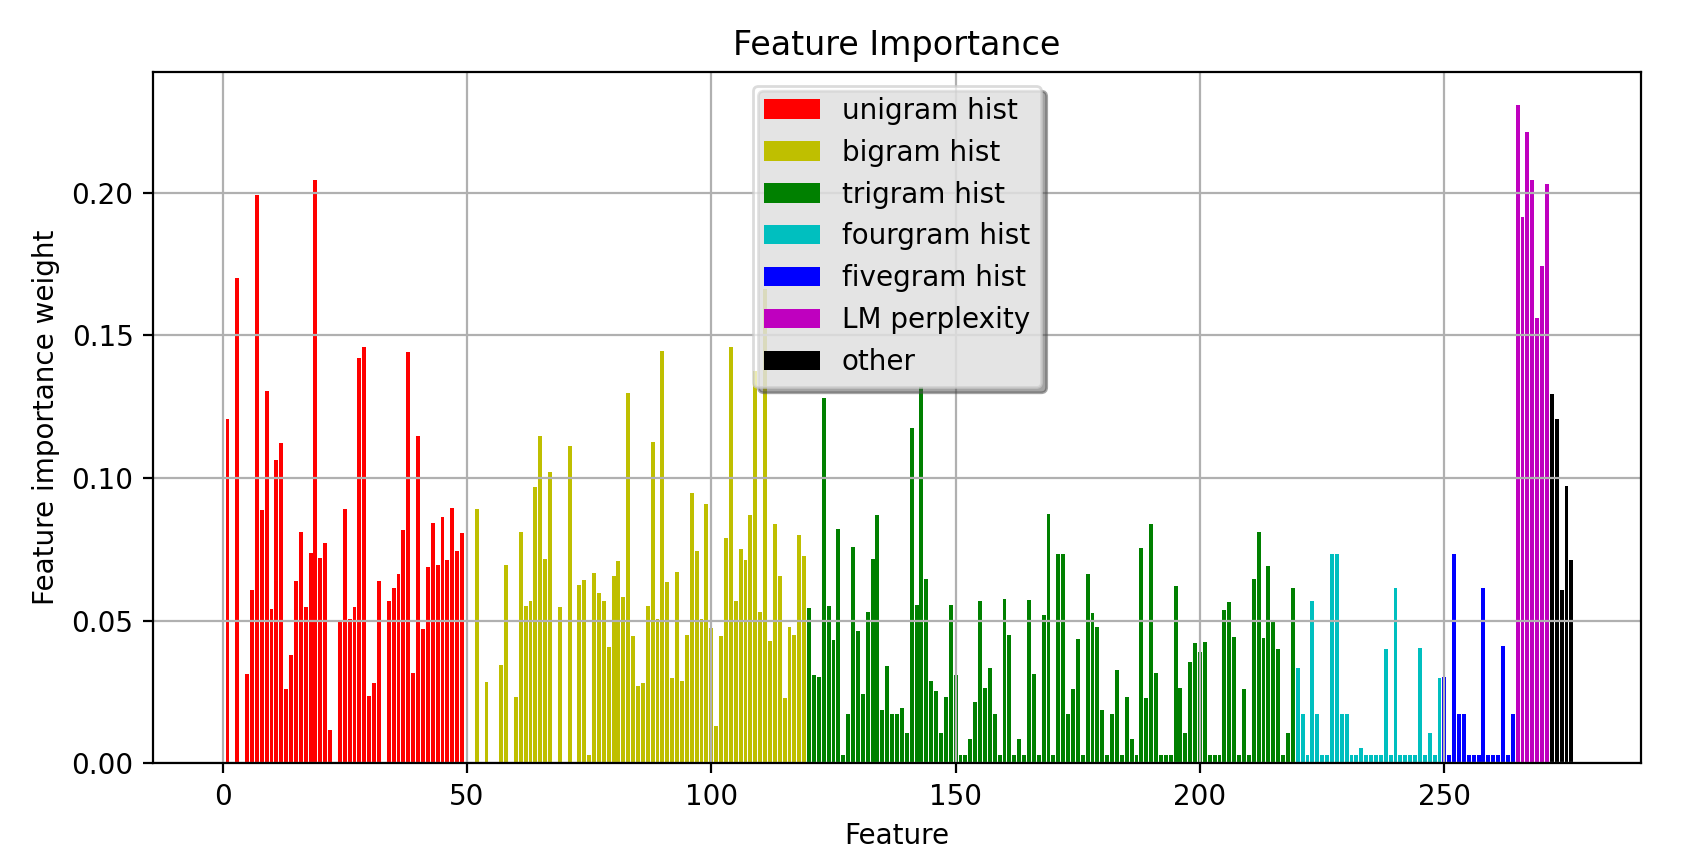 Feature Importance
Feature importance weight
0.20
0.15
0.10
0.05
0.00
unigram hist
bigram hist
trigram hist
fourgram hist
fivegram hist
LM perplexity
other
0 50 100 150 200 250
Feature